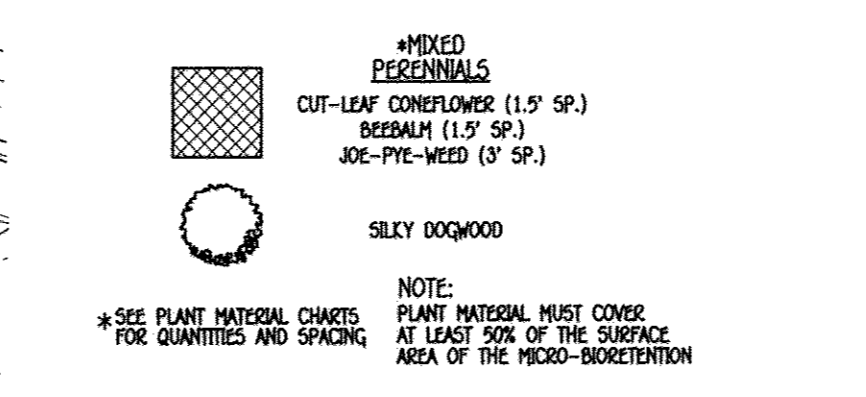 *MIXED
PERENNIALS
CUT-LEAF CONEFLOWER (1.5' SP.)
BEEBALM (1.5' SP.)
JOE-PYE-WEED (3' SP.)
SILKY DOGWOOD
*SEE PLANT MATERIAL CHARTS
FOR QUANTITIES AND SPACING
NOTE:
PLANT MATERIAL MUST COVER
AT LEAST 50% OF THE SURFACE
AREA OF THE MICRO-BIORETENTION